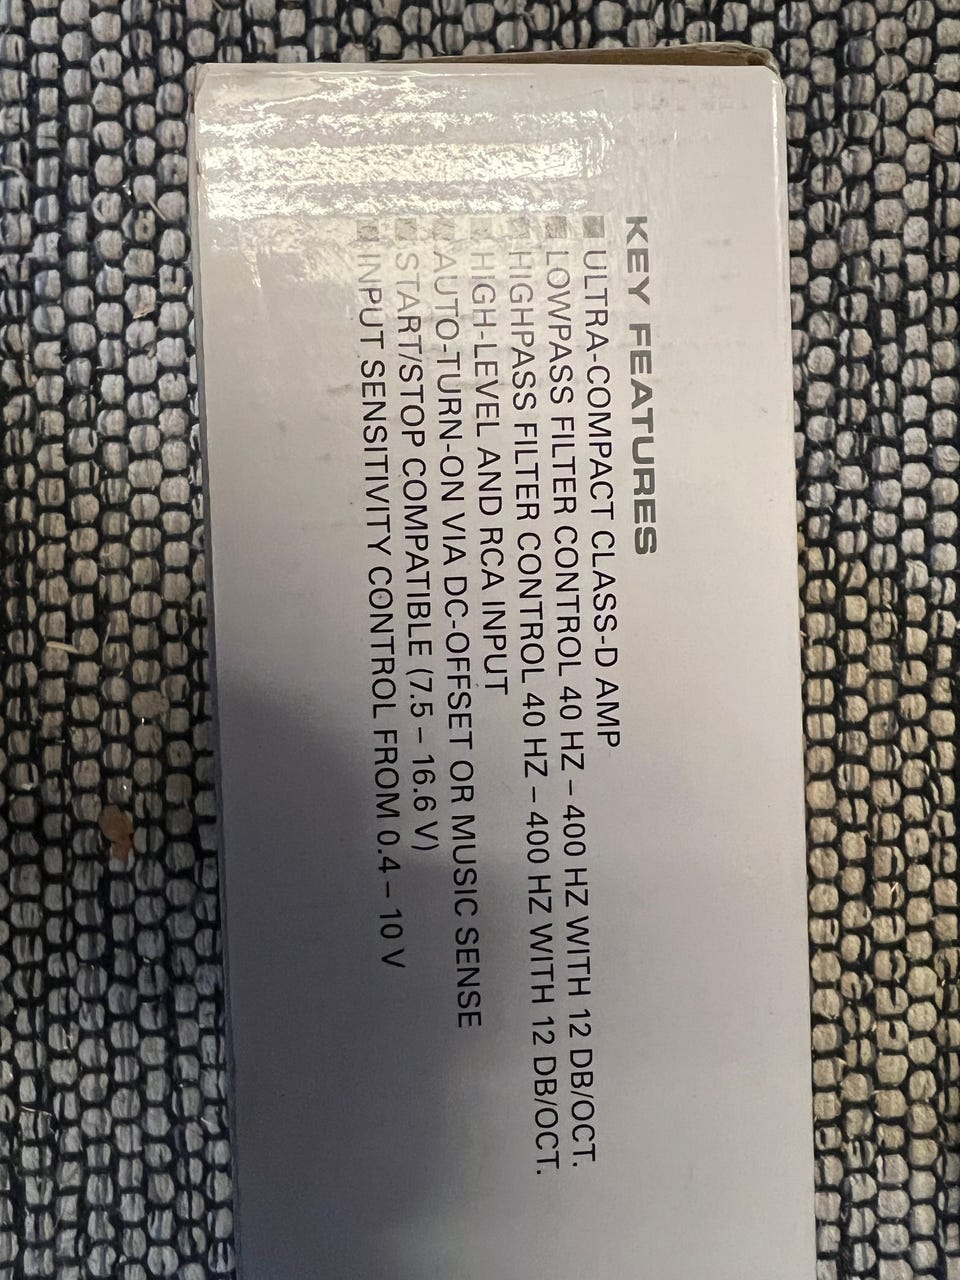 KEY FEATURES
ULTRA-COMPACT CLASS-D AMP
LOWPASS FILTER CONTROL 40 HZ – 400 HZ WITH 12 DB/OCT.
HIGHPASS FILTER CONTROL 40 HZ – 400 HZ WITH 12 DB/OCT.
HIGH-LEVEL AND RCA INPUT
AUTO-TURN-ON VIA DC-OFFSET OR MUSIC SENSE
START/STOP COMPATIBLE (7.5 – 16.6 V)
INPUT SENSITIVITY CONTROL FROM 0.4 – 10 V